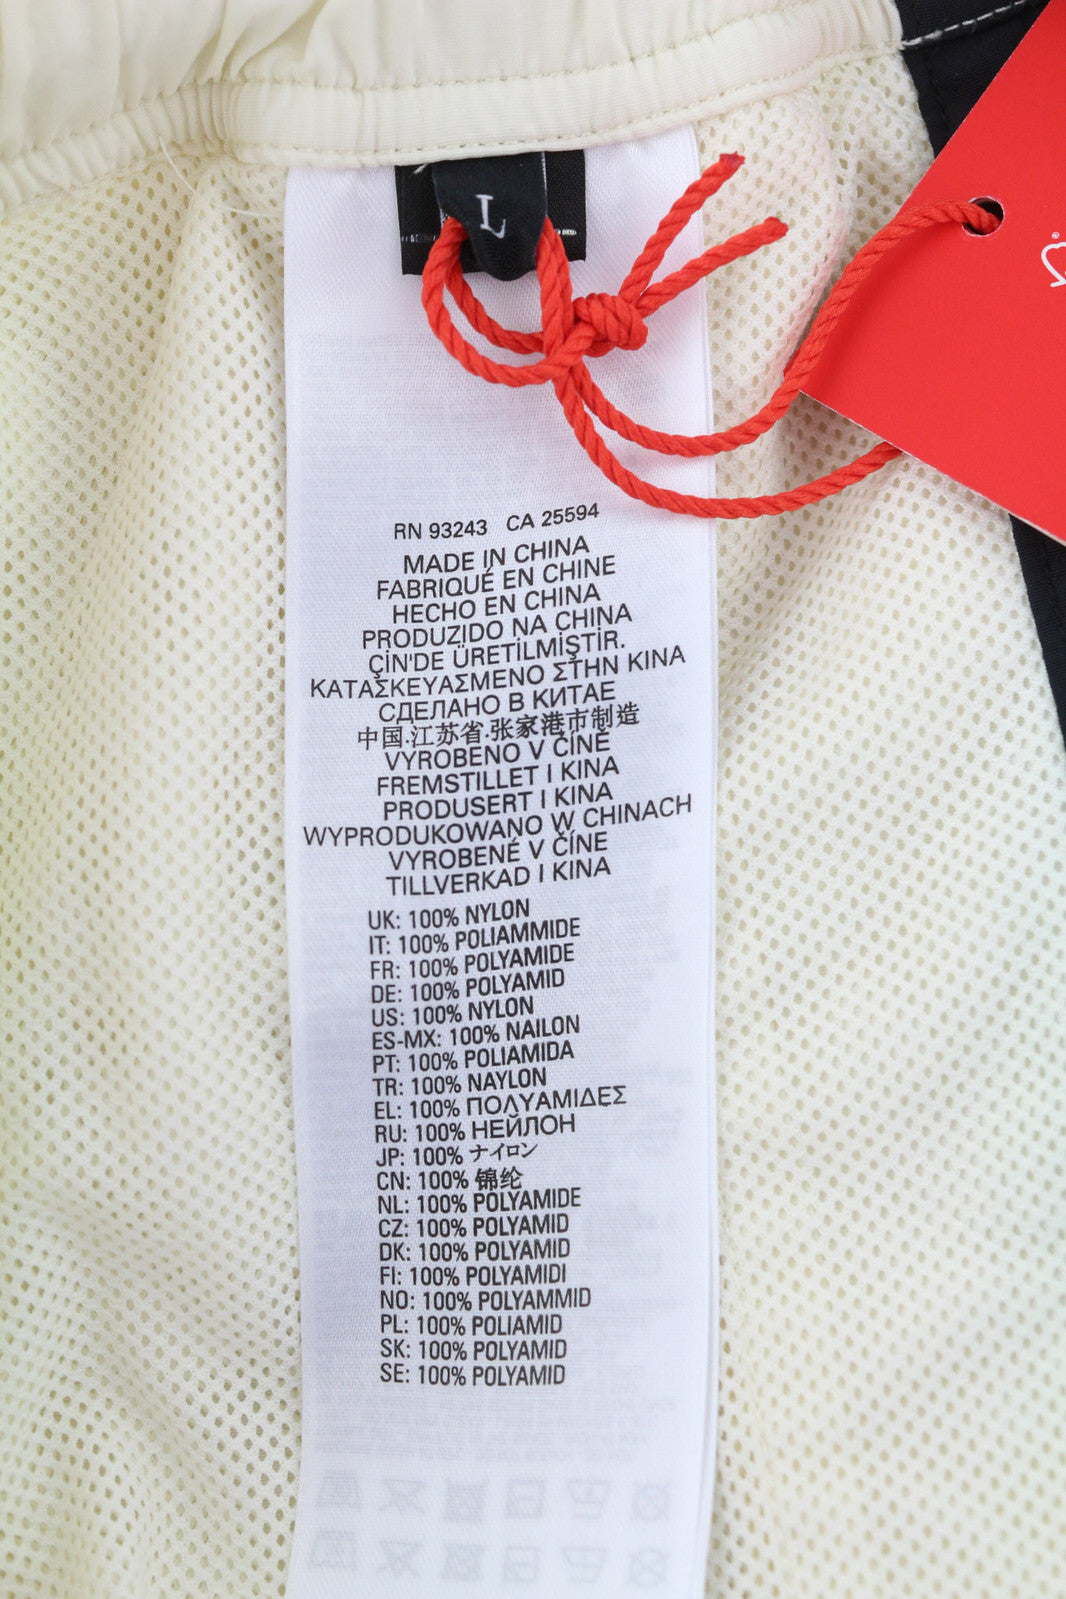 L
RN 93243 CA 25594
MADE IN CHINA
FABRIQUÉ EN CHINE
HECHO EN CHINA
PRODUZIDO NA CHINA
ÇİN'DE ÜRETİLMİŞTİR.
ΚΑΤΑΣΚΕΥΑΣΜΕΝΟ ΣΤΗΝ ΚΙΝΑ
СДЕЛАНО В КИТАЕ
中国.江苏省.张家港市制造
VYROBENO V ČÍNĚ
FREMSTILLET I KINA
PRODUSERT I KINA
WYPRODUKOWANO W CHINACH
VYROBENÉ V ČÍNE
TILLVERKAD I KINA
UK: 100% NYLON
IT: 100% POLIAMMIDE
FR: 100% POLYAMIDE
DE: 100% POLYAMID
US: 100% NYLON
ES-MX: 100% NAILON
PT: 100% POLIAMIDA
TR: 100% NAYLON
EL: 100% ΠΟΛΥΑΜΙΔΕΣ
RU: 100% НЕЙЛОН
JP: 100% ナイロン
CN: 100% 锦纶
NL: 100% POLYAMIDE
CZ: 100% POLYAMID
DK: 100% POLYAMID
FI: 100% POLYAMIDI
NO: 100% POLYAMMID
PL: 100% POLIAMID
SK: 100% POLYAMID
SE: 100% POLYAMID